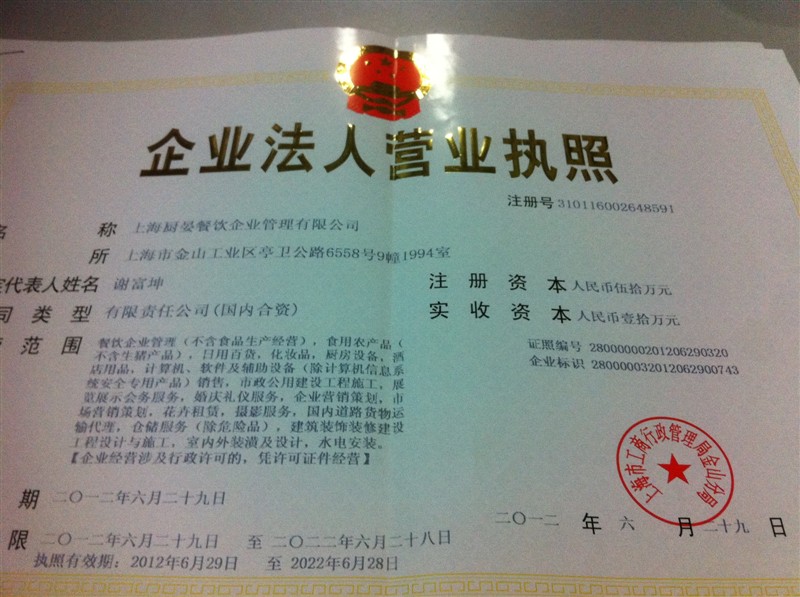 企业法人营业执照
注册号 310116002648591
名 称 上海厨晏餐饮企业管理有限公司
所 上海市金山工业区亭卫公路6558号9幢1994室
定代表人姓名 谢富坤
注册资本 人民币伍拾万元
司类型 有限责任公司(国内合资)
实收资本 人民币壹拾万元
范围 餐饮企业管理（不含食品生产经营），食用农产品（
不含生猪产品），日用百货，化妆品，厨房设备，酒
店用品，计算机、软件及辅助设备（除计算机信息系
统安全专用产品）销售，市政公用建设工程施工，展
览展示会务服务，婚庆礼仪服务，企业营销策划，市
场营销策划，花卉租赁，摄影服务，国内道路货物运
输代理，仓储服务（除危险品），建筑装饰装修建设
工程设计与施工，室内外装潢及设计，水电安装。
【企业经营涉及行政许可的，凭许可证件经营】
证照编号 28000000201206290320
企业标识 280000032012062900743
上海市工商行政管理局金山分局
期 二〇一二年六月二十九日
二〇一二 年 六 月 二十九 日
限 二〇一二年六月二十九日 至 二〇二二年六月二十八日
执照有效期：2012年6月29日 至 2022年6月28日